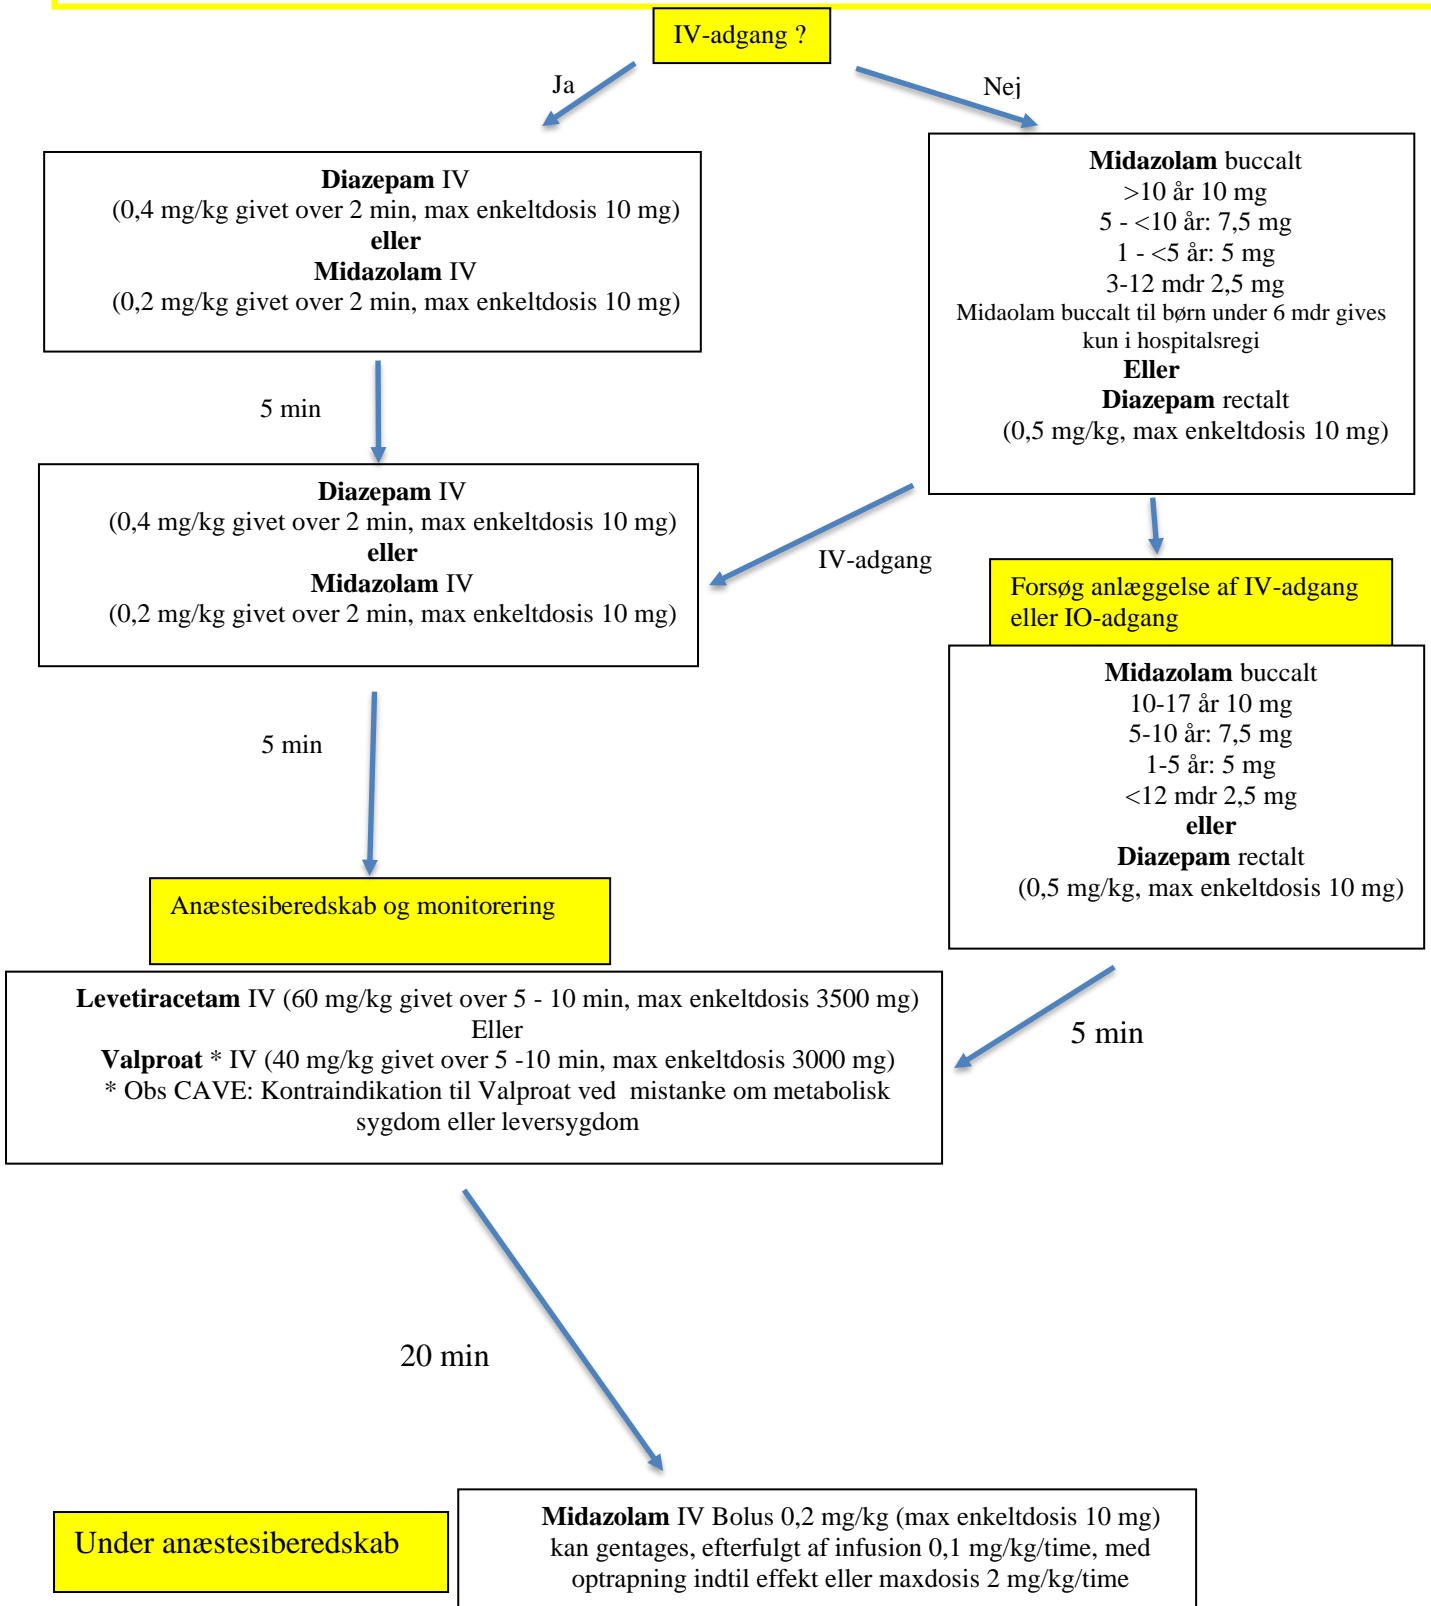 IV-adgang ?
Ja
Nej
Diazepam IV
(0,4 mg/kg givet over 2 min, max enkeltdosis 10 mg)
eller
Midazolam IV
(0,2 mg/kg givet over 2 min, max enkeltdosis 10 mg)
Midazolam buccalt
>10 år 10 mg
5 - <10 år: 7,5 mg
1 - <5 år: 5 mg
3-12 mdr 2,5 mg
Midaolam buccalt til børn under 6 mdr gives
kun i hospitalsregi
Eller
Diazepam rectalt
(0,5 mg/kg, max enkeltdosis 10 mg)
5 min
Diazepam IV
(0,4 mg/kg givet over 2 min, max enkeltdosis 10 mg)
eller
Midazolam IV
(0,2 mg/kg givet over 2 min, max enkeltdosis 10 mg)
IV-adgang
Forsøg anlæggelse af IV-adgang
eller IO-adgang
Midazolam buccalt
10-17 år 10 mg
5-10 år: 7,5 mg
1-5 år: 5 mg
<12 mdr 2,5 mg
eller
Diazepam rectalt
(0,5 mg/kg, max enkeltdosis 10 mg)
5 min
Anæstesiberedskab og monitorering
Levetiracetam IV (60 mg/kg givet over 5 - 10 min, max enkeltdosis 3500 mg)
Eller
Valproat * IV (40 mg/kg givet over 5 -10 min, max enkeltdosis 3000 mg)
* Obs CAVE: Kontraindikation til Valproat ved  mistanke om metabolisk
sygdom eller leversygdom
5 min
20 min
Under anæstesiberedskab
Midazolam IV Bolus 0,2 mg/kg (max enkeltdosis 10 mg)
kan gentages, efterfulgt af infusion 0,1 mg/kg/time, med
optrapning indtil effekt eller maxdosis 2 mg/kg/time